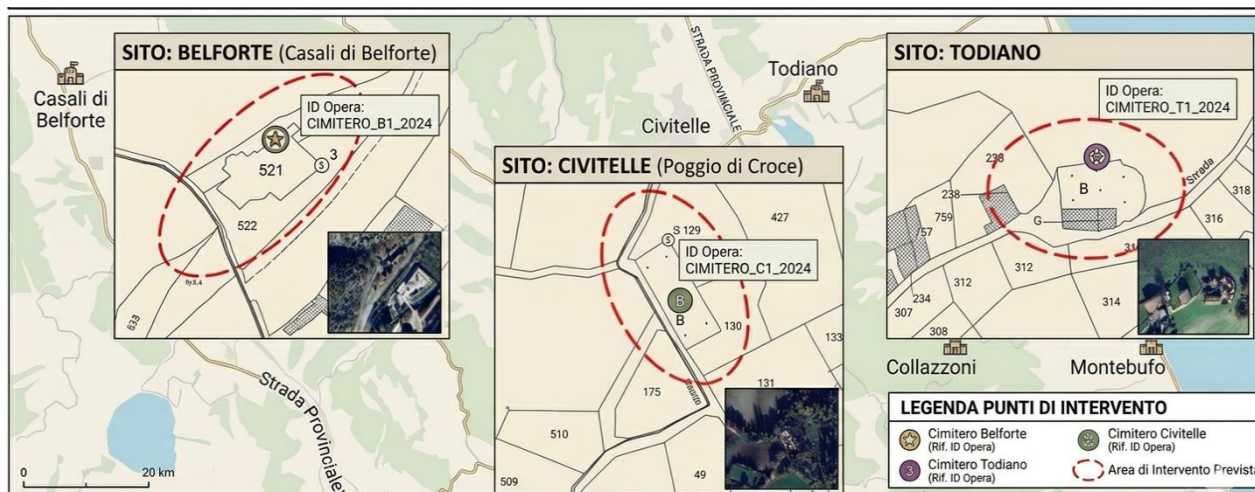 Casali di
Belforte
SITO: BELFORTE (Casali di Belforte)
ID Opera:
CIMITERO_B1_2024
521
S 3
522
633
STRADA PROVINCIALE
Civitelle
Todiano
SITO: CIVITELLE (Poggio di Croce)
427
S 129
ID Opera:
CIMITERO_C1_2024
B
B
130
133
175
131
510
509
49
SITO: TODIANO
ID Opera:
CIMITERO_T1_2024
238
238
B
Strada
318
759
757
G
316
312
312
314
234
307
308
Collazzoni
Montebufo
Strada Provinciale
0
20 km
LEGENDA PUNTI DI INTERVENTO
Cimitero Belforte
(Rif. ID Opera)
Cimitero Civitelle
(Rif. ID Opera)
3
Cimitero Todiano
(Rif. ID Opera)
Area di Intervento Prevista